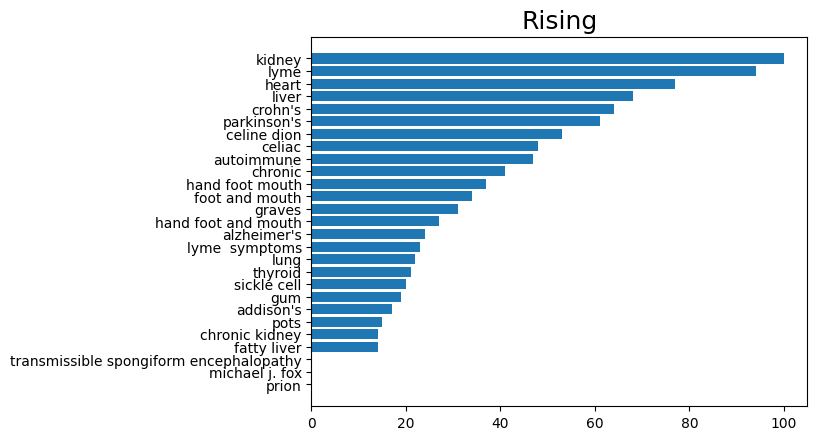 Rising
kidney
lyme
heart
liver
crohn's
parkinson's
celine dion
celiac
autoimmune
chronic
hand foot mouth
foot and mouth
graves
hand foot and mouth
alzheimer's
lyme  symptoms
lung
thyroid
sickle cell
gum
addison's
pots
chronic kidney
fatty liver
transmissible spongiform encephalopathy
michael j. fox
prion
0 20 40 60 80 100